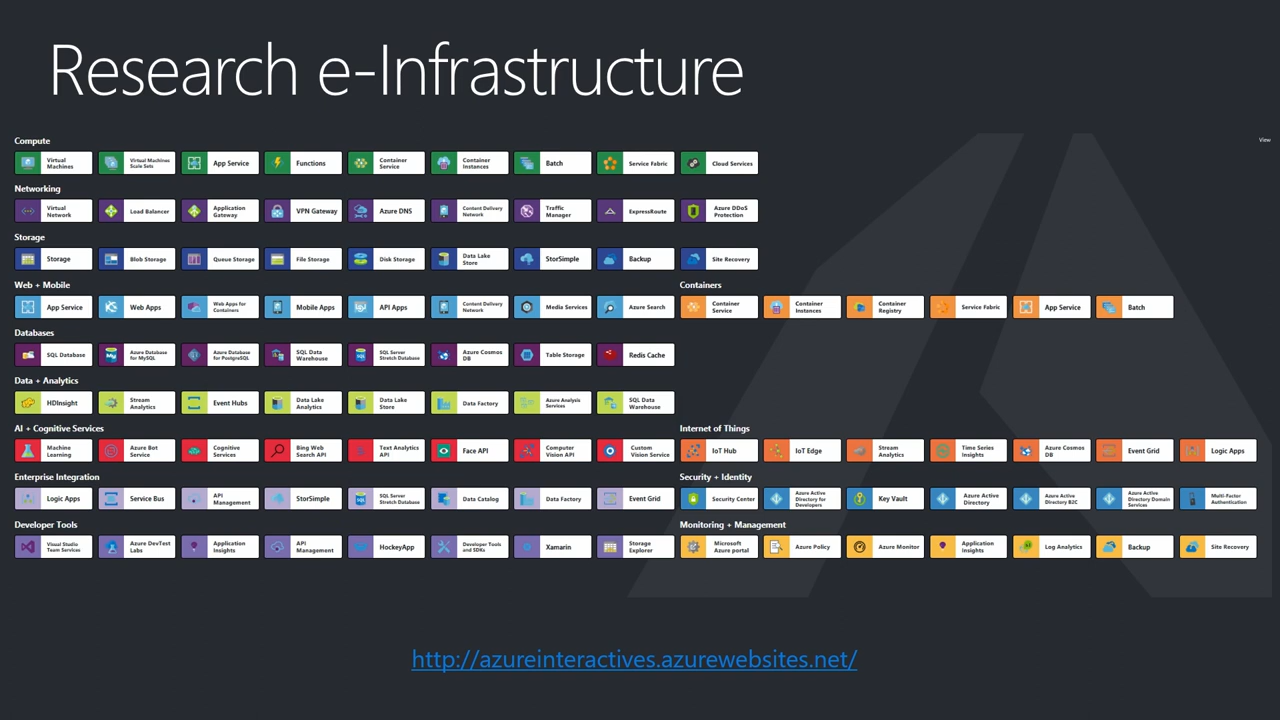 Research e-Infrastructure
View
Compute
Virtual Machines
Virtual Machines Scale Sets
App Service
Functions
Container Service
Container Instances
Batch
Service Fabric
Cloud Services
Networking
Virtual Network
Load Balancer
Application Gateway
VPN Gateway
Azure DNS
Content Delivery Network
Traffic Manager
ExpressRoute
Azure DDoS Protection
Storage
Storage
Blob Storage
Queue Storage
File Storage
Disk Storage
Data Lake Store
StorSimple
Backup
Site Recovery
Web + Mobile
App Service
Web Apps
Web Apps for Containers
Mobile Apps
API Apps
Content Delivery Network
Media Services
Azure Search
Containers
Container Service
Container Instances
Container Registry
Service Fabric
App Service
Batch
Databases
SQL Database
Azure Database for MySQL
Azure Database for PostgreSQL
SQL Data Warehouse
SQL Server Stretch Database
Azure Cosmos DB
Table Storage
Redis Cache
Data + Analytics
HDInsight
Stream Analytics
Event Hubs
Data Lake Analytics
Data Lake Store
Data Factory
Azure Analysis Services
SQL Data Warehouse
AI + Cognitive Services
Machine Learning
Azure Bot Service
Cognitive Services
Bing Web Search API
Text Analytics API
Face API
Computer Vision API
Custom Vision Service
Internet of Things
IoT Hub
IoT Edge
Stream Analytics
Time Series Insights
Azure Cosmos DB
Event Grid
Logic Apps
Enterprise Integration
Logic Apps
Service Bus
API Management
StorSimple
SQL Server Stretch Database
Data Catalog
Data Factory
Event Grid
Security + Identity
Security Center
Azure Active Directory for Developers
Key Vault
Azure Active Directory
Azure Active Directory B2C
Azure Active Directory Domain Services
Multi-Factor Authentication
Developer Tools
Visual Studio Team Services
Azure DevTest Labs
Application Insights
API Management
HockeyApp
Developer Tools and SDKs
Xamarin
Storage Explorer
Monitoring + Management
Microsoft Azure portal
Azure Policy
Azure Monitor
Application Insights
Log Analytics
Backup
Site Recovery
http://azureinteractives.azurewebsites.net/